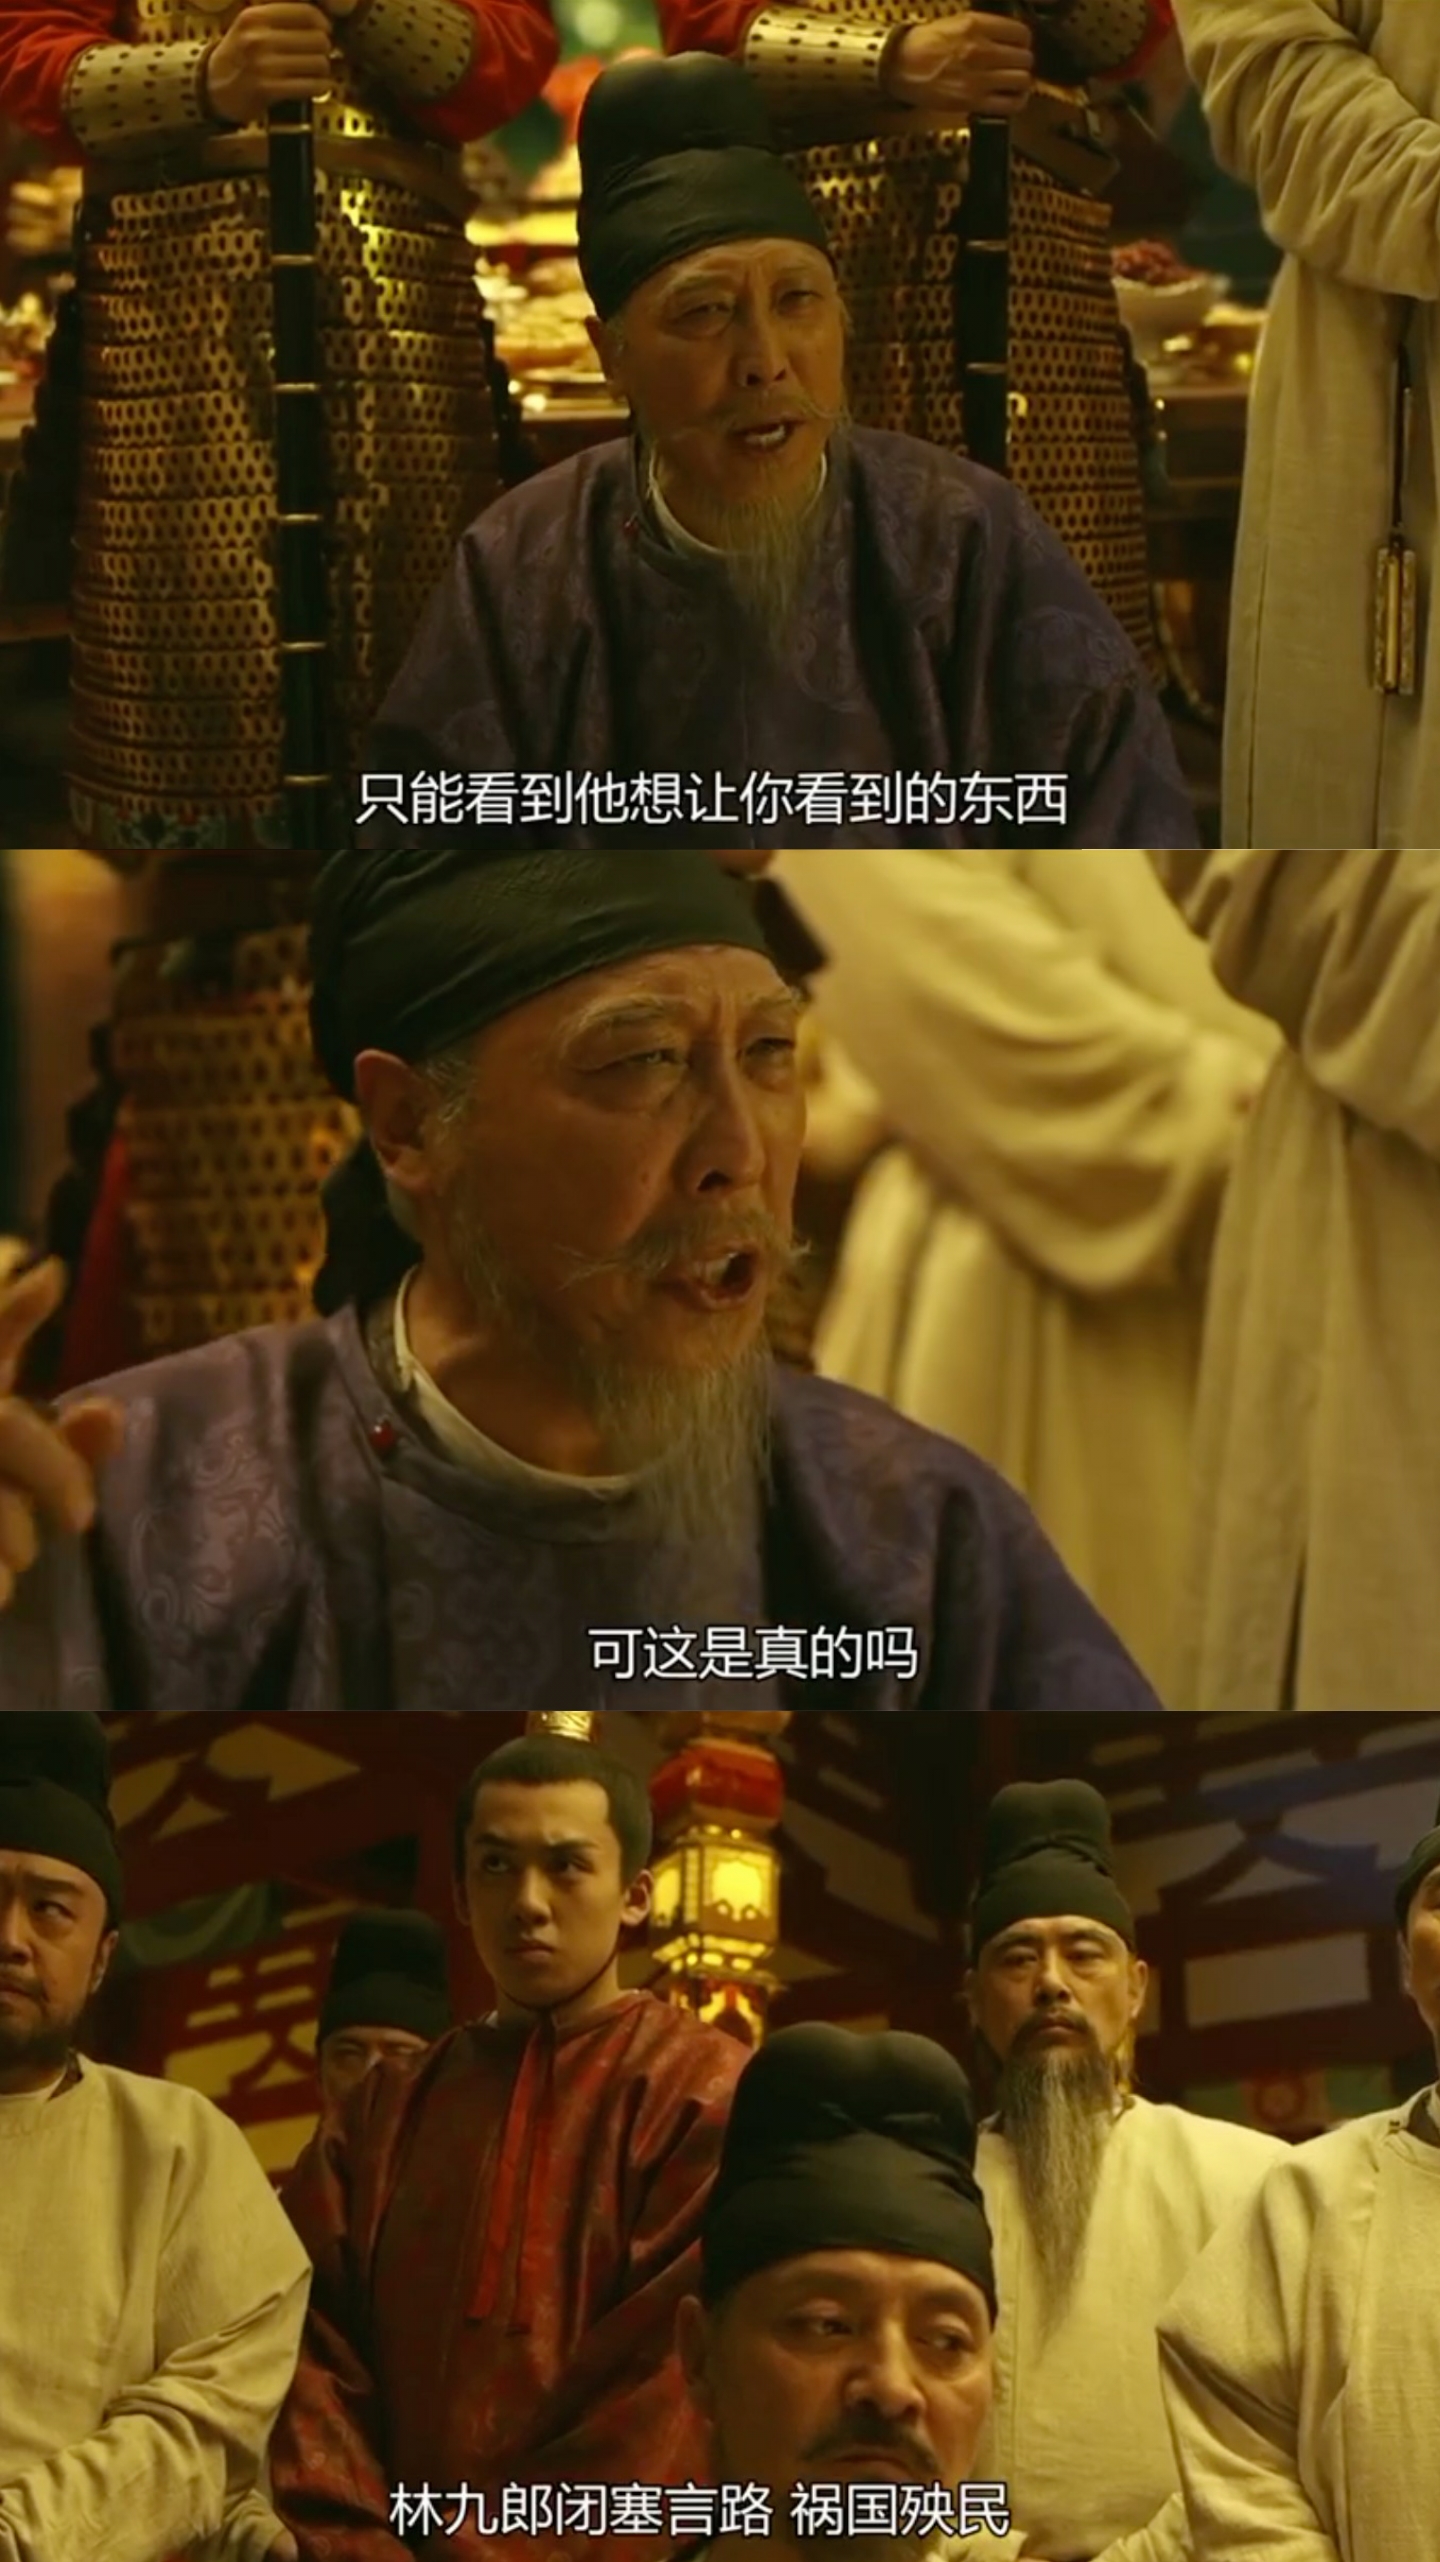 只能看到他想让你看到的东西
可这是真的吗
林九郎闭塞言路 祸国殃民